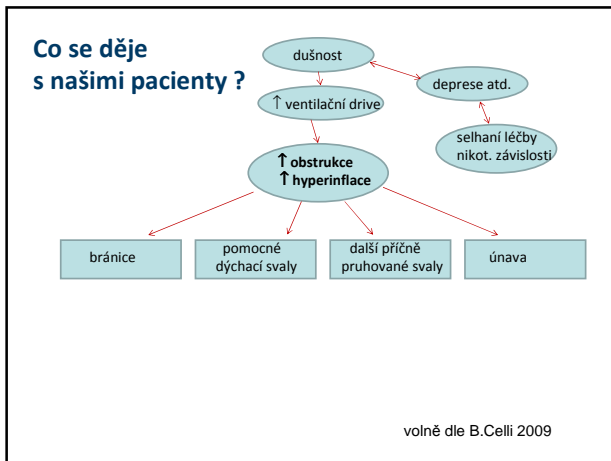 Co se děje
s našimi pacienty ?
dušnost
deprese atd.
↑ ventilační drive
selhaní léčby
nikot. závislosti
↑ obstrukce
↑ hyperinflace
bránice
pomocné
dýchací svaly
další příčně
pruhované svaly
únava
volně dle B.Celli 2009